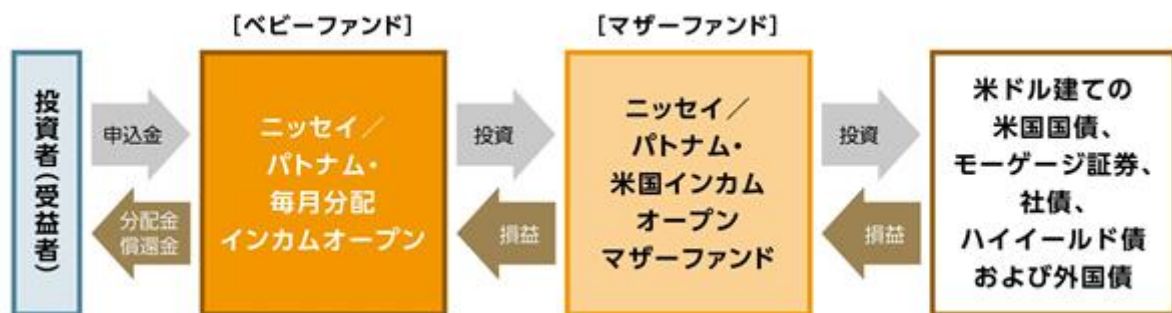 [ベビーファンド]
[マザーファンド]
投資者(受益者)
申込金
分配金
償還金
ニッセイ／
パトナム・
毎月分配
インカムオープン
投資
損益
ニッセイ／
パトナム・
米国インカム
オープン
マザーファンド
投資
損益
米ドル建ての
米国国債、
モーゲージ証券、
社債、
ハイイールド債
および外国債